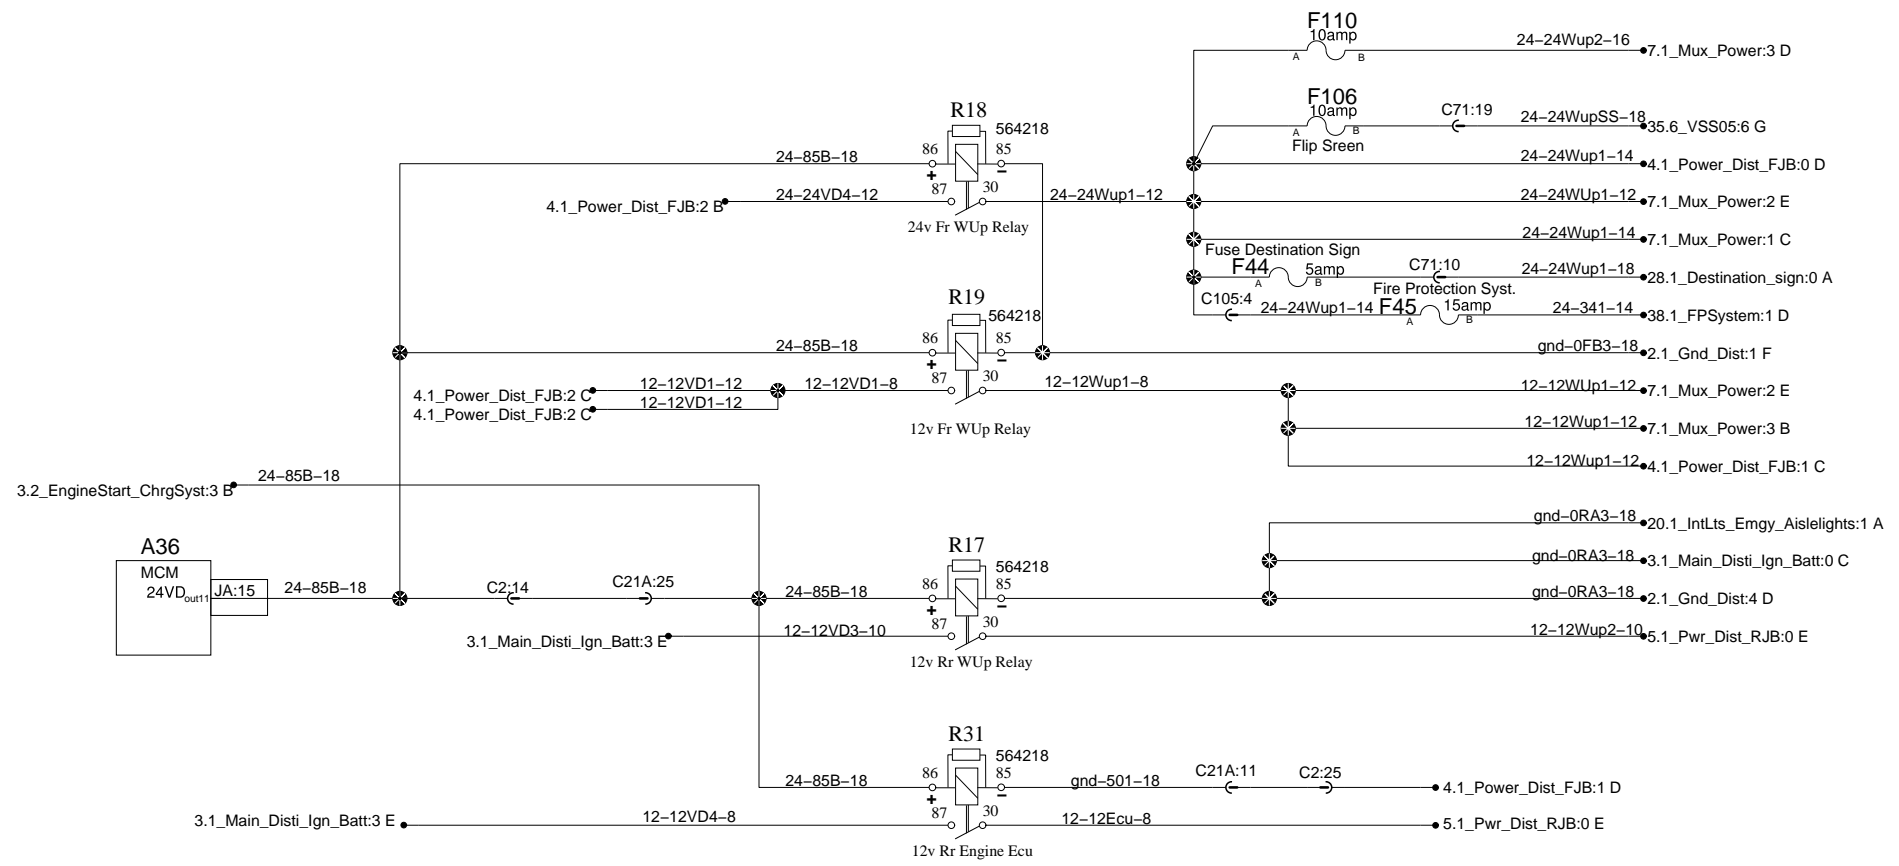 F110
10amp
24-24Wup2-16
A
B
7.1_Mux_Power:3 D
F106
10amp
C71:19
24-24WupSS-18
A
B
35.6_VSS05:6 G
Flip Sreen
R18
564218
86
85
24-85B-18
+
−
24-24Wup1-14
4.1_Power_Dist_FJB:0 D
87
30
4.1_Power_Dist_FJB:2 B
24-24VD4-12
24-24Wup1-12
24-24WUp1-12
7.1_Mux_Power:2 E
24v Fr WUp Relay
24-24Wup1-14
7.1_Mux_Power:1 C
Fuse Destination Sign
F44
5amp
C71:10
24-24Wup1-18
A
B
28.1_Destination_sign:0 A
Fire Protection Syst.
R19
564218
C105:4
24-24Wup1-14
F45
15amp
24-341-14
A
B
38.1_FPSystem:1 D
86
85
24-85B-18
+
−
gnd-0FB3-18
2.1_Gnd_Dist:1 F
87
30
4.1_Power_Dist_FJB:2 C
12-12VD1-12
12-12VD1-8
12-12Wup1-8
12-12WUp1-12
7.1_Mux_Power:2 E
4.1_Power_Dist_FJB:2 C
12-12VD1-12
12v Fr WUp Relay
12-12Wup1-12
7.1_Mux_Power:3 B
12-12Wup1-12
4.1_Power_Dist_FJB:1 C
3.2_EngineStart_ChrgSyst:3 B
24-85B-18
gnd-0RA3-18
20.1_IntLts_Emgy_Aislelights:1 A
A36
MCM
24VDout11
JA:15
24-85B-18
C2:14
C21A:25
R17
564218
86
85
24-85B-18
+
−
gnd-0RA3-18
3.1_Main_Disti_Ign_Batt:0 C
gnd-0RA3-18
2.1_Gnd_Dist:4 D
87
30
3.1_Main_Disti_Ign_Batt:3 E
12-12VD3-10
12-12Wup2-10
5.1_Pwr_Dist_RJB:0 E
12v Rr WUp Relay
R31
564218
86
85
24-85B-18
+
−
gnd-501-18
C21A:11
C2:25
4.1_Power_Dist_FJB:1 D
87
30
3.1_Main_Disti_Ign_Batt:3 E
12-12VD4-8
12-12Ecu-8
5.1_Pwr_Dist_RJB:0 E
12v Rr Engine Ecu